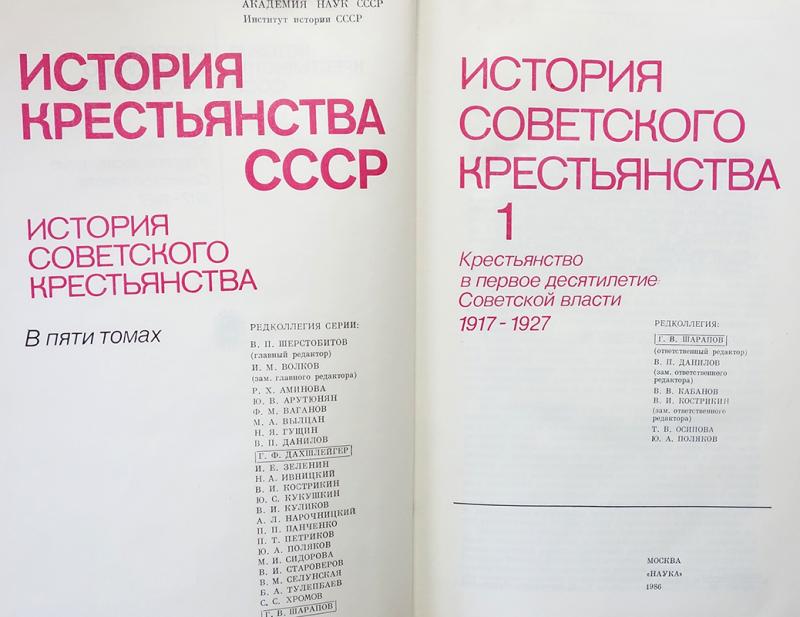 АКАДЕМИЯ НАУК СССР
Институт истории СССР
ИСТОРИЯ
КРЕСТЬЯНСТВА
СССР
ИСТОРИЯ
СОВЕТСКОГО
КРЕСТЬЯНСТВА
В пяти томах
РЕДКОЛЛЕГИЯ СЕРИИ:
В. П. ШЕРСТОБИТОВ
(главный редактор)
И. М. ВОЛКОВ
(зам. главного редактора)
Р. Х. АМИНОВА
Ю. В. АРУТЮНЯН
Ф. М. ВАГАНОВ
М. А. ВЫЛЦАН
Н. Я. ГУЩИН
В. П. ДАНИЛОВ
Г. Ф. ДАХШЛЕЙГЕР
И. Е. ЗЕЛЕНИН
Н. А. ИВНИЦКИЙ
В. И. КОСТРИКИН
Ю. С. КУКУШКИН
В. И. КУЛИКОВ
А. Л. НАРОЧНИЦКИЙ
П. П. ПАНЧЕНКО
П. Т. ПЕТРИКОВ
Ю. А. ПОЛЯКОВ
М. И. СИДОРОВА
В. И. СТАРОВЕРОВ
В. М. СЕЛУНСКАЯ
Б. А. ТУЛЕПБАЕВ
С. С. ХРОМОВ
Г. В. ШАРАПОВ
ИСТОРИЯ
СОВЕТСКОГО
КРЕСТЬЯНСТВА
1
Крестьянство
в первое десятилетие
Советской власти
1917 - 1927
РЕДКОЛЛЕГИЯ:
Г. В. ШАРАПОВ
(ответственный редактор)
В. П. ДАНИЛОВ
(зам. ответственного
редактора)
В. В. КАБАНОВ
В. И. КОСТРИКИН
(зам. ответственного
редактора)
Т. В. ОСИПОВА
Ю. А. ПОЛЯКОВ
МОСКВА
«НАУКА»
1986